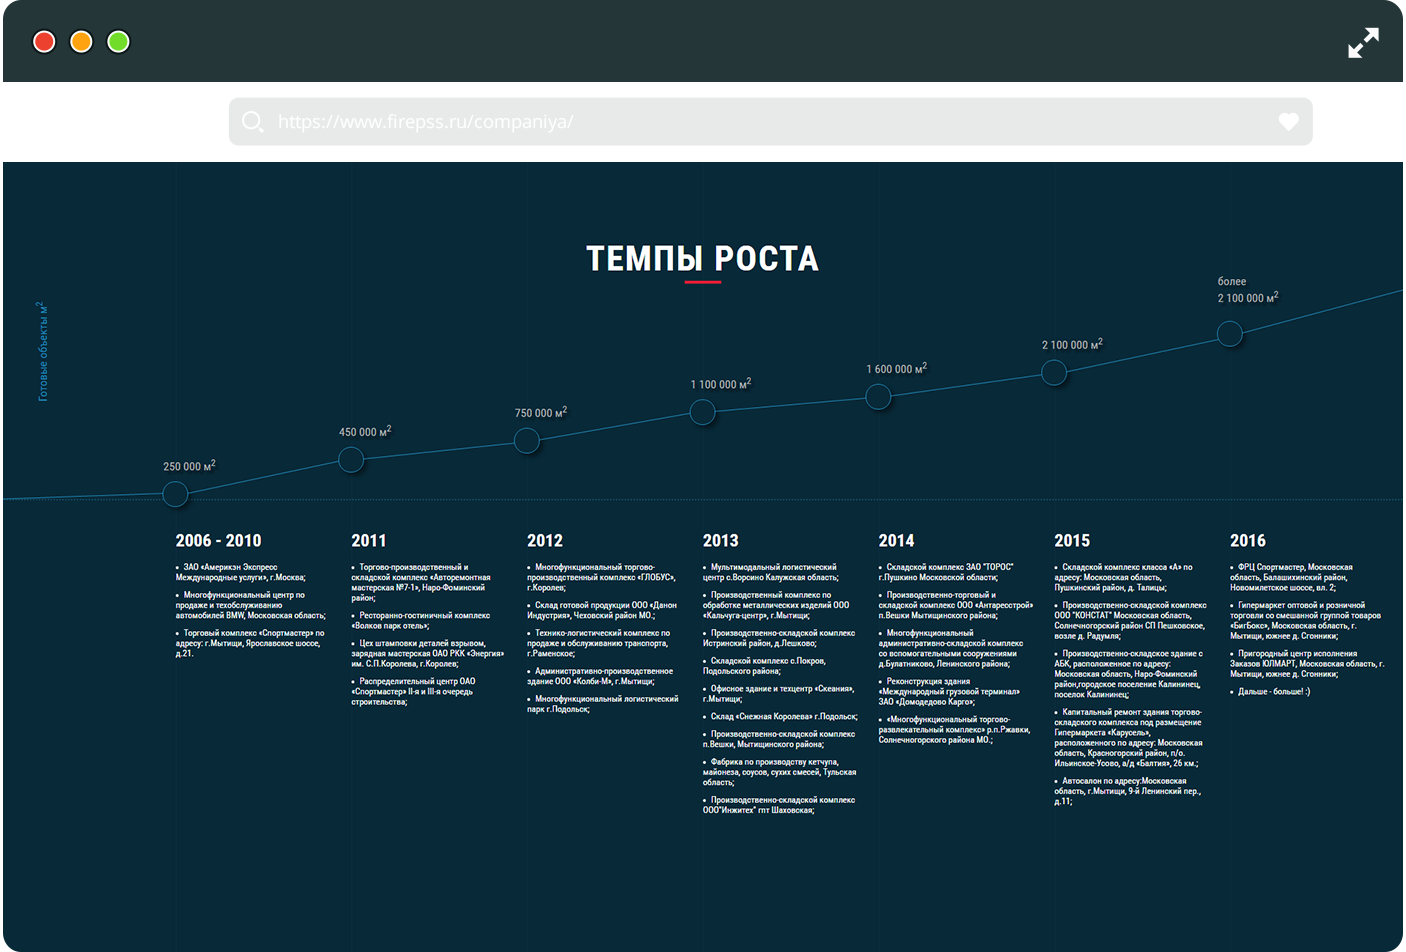 https://www.firepss.ru/companiya/
ТЕМПЫ РОСТА
Готовые объекты м²
250 000 м²
450 000 м²
750 000 м²
1 100 000 м²
1 600 000 м²
2 100 000 м²
более
2 100 000 м²
2006 - 2010
• ЗАО «Америкэн Экспресс
Международные услуги», г.Москва;
• Многофункциональный центр по
продаже и техобслуживанию
автомобилей BMW, Московская область;
• Торговый комплекс «Спортмастер» по
адресу: г.Мытищи, Ярославское шоссе,
д.21.
2011
• Торгово-производственный и
складской комплекс «Авторемонтная
мастерская №7-1», Наро-Фоминский
район;
• Ресторанно-гостиничный комплекс
«Волков парк отель»;
• Цех штамповки деталей взрывом,
зарядная мастерская ОАО РКК «Энергия»
им. С.П.Королева, г.Королев;
• Распределительный центр ОАО
«Спортмастер» II-я и III-я очередь
строительства;
2012
• Многофункциональный торгово-
производственный комплекс «ГЛОБУС»,
г.Королев;
• Склад готовой продукции ООО «Данон
Индустрия», Чеховский район МО.;
• Технико-логистический комплекс по
продаже и обслуживанию транспорта,
г.Раменское;
• Административно-производственное
здание ООО «Колби-М», г.Мытищи;
• Многофункциональный логистический
парк г.Подольск;
2013
• Мультимодальный логистический
центр с.Ворсино Калужская область;
• Производственный комплекс по
обработке металлических изделий ООО
«Кальчуга-центр», г.Мытищи;
• Производственно-складской комплекс
Истринский район, д.Лешково;
• Складской комплекс с.Покров,
Подольского района;
• Офисное здание и техцентр «Скеания»,
г.Мытищи;
• Склад «Снежная Королева» г.Подольск;
• Производственно-складской комплекс
п.Вешки, Мытищинского района;
• Фабрика по производству кетчупа,
майонеза, соусов, сухих смесей, Тульская
область;
• Производственно-складской комплекс
ООО"Инжитех" гпт Шаховская;
2014
• Складской комплекс ЗАО "ТОРОС"
г.Пушкино Московской области;
• Производственно-торговый и
складской комплекс ООО «Антаресстрой»
п.Вешки Мытищинского района;
• Многофункциональный
административно-складской комплекс
со вспомогательными сооружениями
д.Булатниково, Ленинского района;
• Реконструкция здания
«Международный грузовой терминал»
ЗАО «Домодедово Карго»;
• «Многофункциональный торгово-
развлекательный комплекс» р.п.Ржавки,
Солнечногорского района МО.;
2015
• Складской комплекс класса «А» по
адресу: Московская область,
Пушкинский район, д. Талицы;
• Производственно-складской комплекс
ООО "КОНСТАТ" Московская область,
Солнечногорский район СП Пешковское,
возле д. Радумля;
• Производственно-складское здание с
АБК, расположенное по адресу:
Московская область, Наро-Фоминский
район,городское поселение Калининец,
поселок Калининец;
• Капитальный ремонт здания торгово-
складского комплекса под размещение
Гипермаркета «Карусель»,
расположенного по адресу: Московская
область, Красногорский район, п/о.
Ильинское-Усово, а/д «Балтия», 26 км.;
• Автосалон по адресу:Московская
область, г.Мытищи, 9-й Ленинский пер.,
д.11;
2016
• ФРЦ Спортмастер, Московская
область, Балашихинский район,
Новомилетское шоссе, вл. 2;
• Гипермаркет оптовой и розничной
торговли со смешанной группой товаров
«БигБокс», Московская область, г.
Мытищи, южнее д. Сгонники;
• Пригородный центр исполнения
Заказов ЮЛМАРТ, Московская область, г.
Мытищи, южнее д. Сгонники;
• Дальше - больше! :)